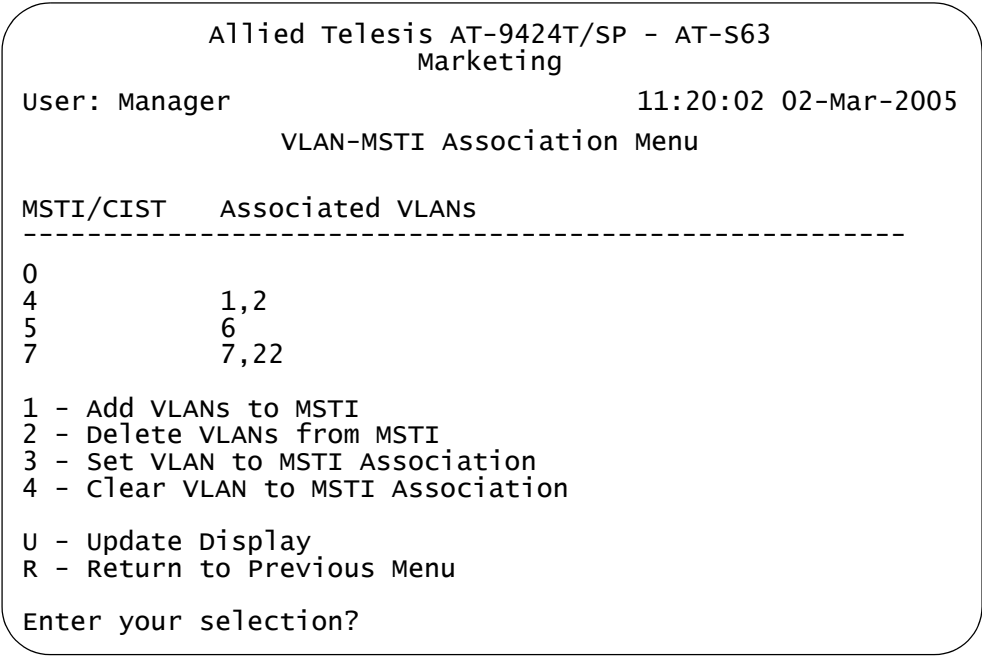 Allied Telesis AT-9424T/SP - AT-S63
Marketing
User: Manager 11:20:02 02-Mar-2005
VLAN-MSTI Association Menu
MSTI/CIST Associated VLANs
-------------------------------------------------------
0
4 1,2
5 6
7 7,22
1 - Add VLANs to MSTI
2 - Delete VLANs from MSTI
3 - Set VLAN to MSTI Association
4 - Clear VLAN to MSTI Association
U - Update Display
R - Return to Previous Menu
Enter your selection?